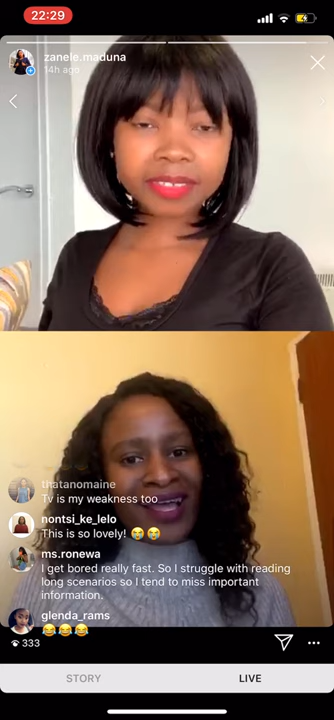 22:29
zanele.maduna
14h ago
thatanomaine
Tv is my weakness too
nontsi_ke_lelo
This is so lovely! 😭😭
ms.ronewa
I get bored really fast. So I struggle with reading
long scenarios so I tend to miss important
information.
glenda_rams
😂😂😂
333
STORY LIVE